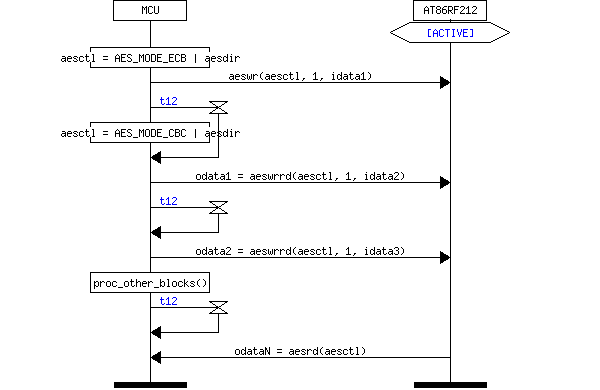 MCU
AT86RF212
[ACTIVE]
aesctl = AES_MODE_ECB | aesdir
aeswr(aesctl, 1, idata1)
t12
aesctl = AES_MODE_CBC | aesdir
odata1 = aeswrrd(aesctl, 1, idata2)
t12
odata2 = aeswrrd(aesctl, 1, idata3)
proc_other_blocks()
t12
odataN = aesrd(aesctl)